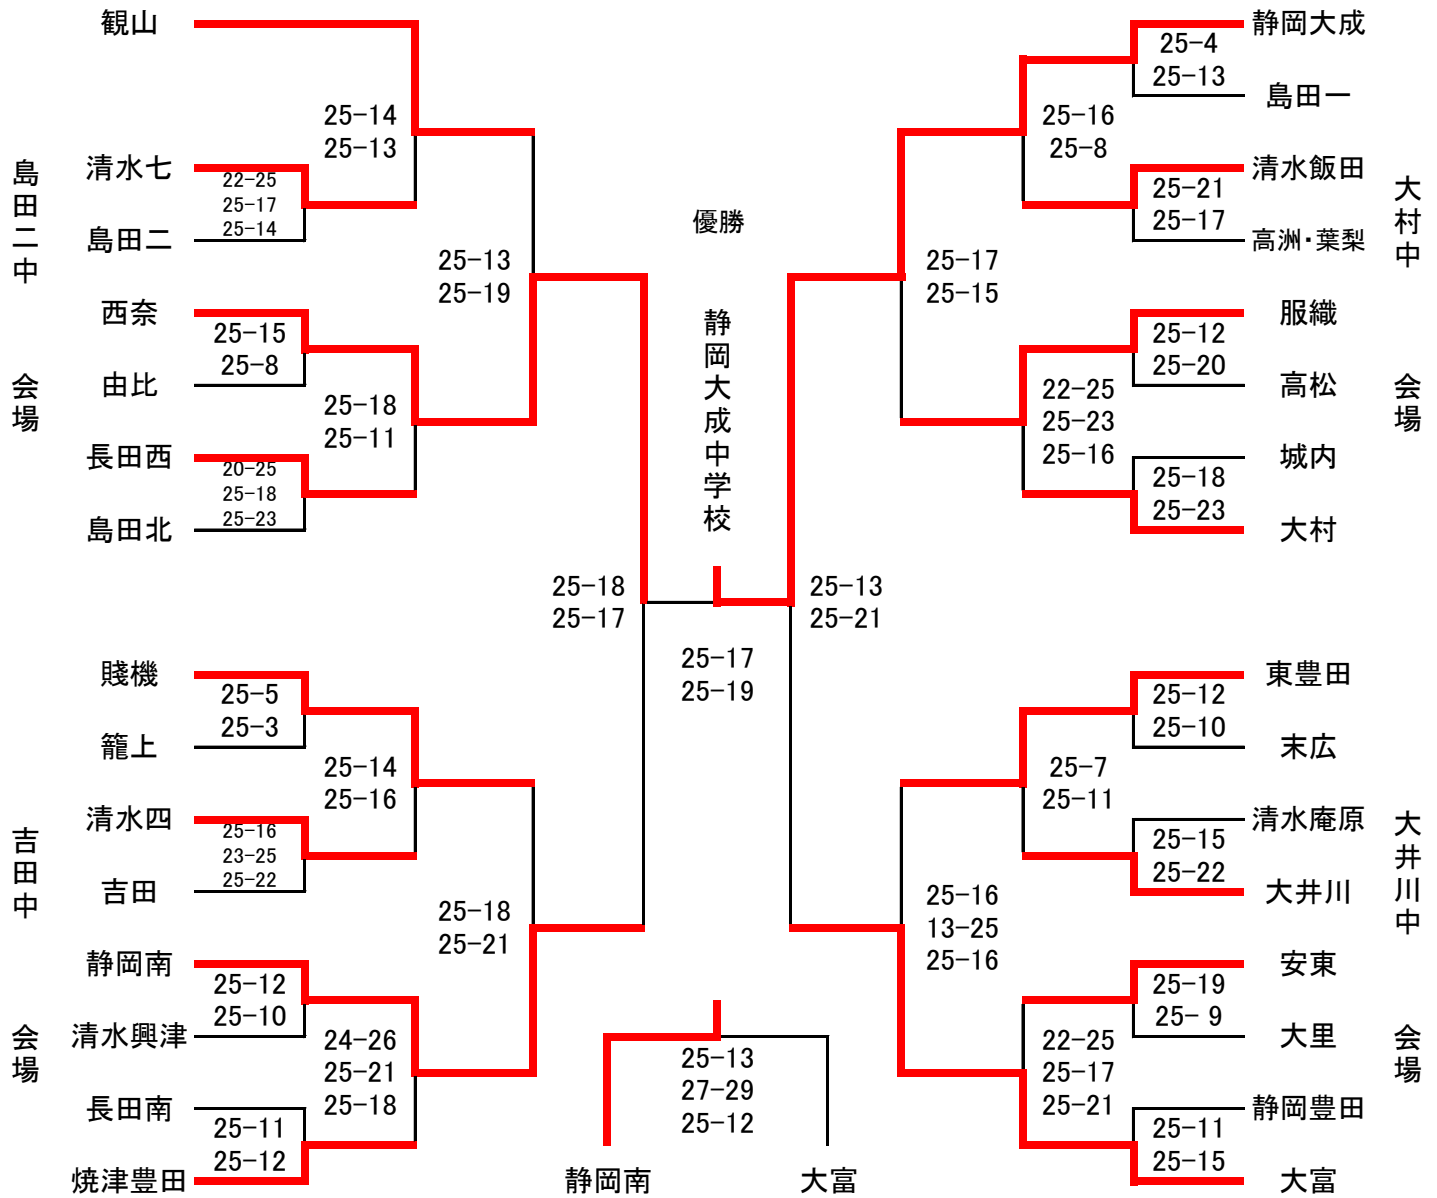 観山
25-14
25-13
清水七
22-25
25-17
25-14
島田二
島田二中
会場
25-13
25-19
西奈
25-15
25-8
由比
25-18
25-11
長田西
20-25
25-18
25-23
島田北
25-18
25-17
賤機
25-5
25-3
籠上
25-14
25-16
清水四
25-16
23-25
25-22
吉田
吉田中
会場
25-18
25-21
静岡南
25-12
25-10
清水興津
24-26
25-21
25-18
長田南
25-11
25-12
焼津豊田
優勝
静岡大成中学校
25-17
25-19
25-13
27-29
25-12
静岡南
大富
静岡大成
25-4
25-13
島田一
25-16
25-8
清水飯田
25-21
25-17
高洲・葉梨
大村中
会場
25-17
25-15
服織
25-12
25-20
高松
22-25
25-23
25-16
城内
25-18
25-23
大村
25-13
25-21
東豊田
25-12
25-10
末広
25-7
25-11
清水庵原
25-15
25-22
大井川
大井川中
会場
25-16
13-25
25-16
安東
25-19
25- 9
大里
22-25
25-17
25-21
静岡豊田
25-11
25-15
大富